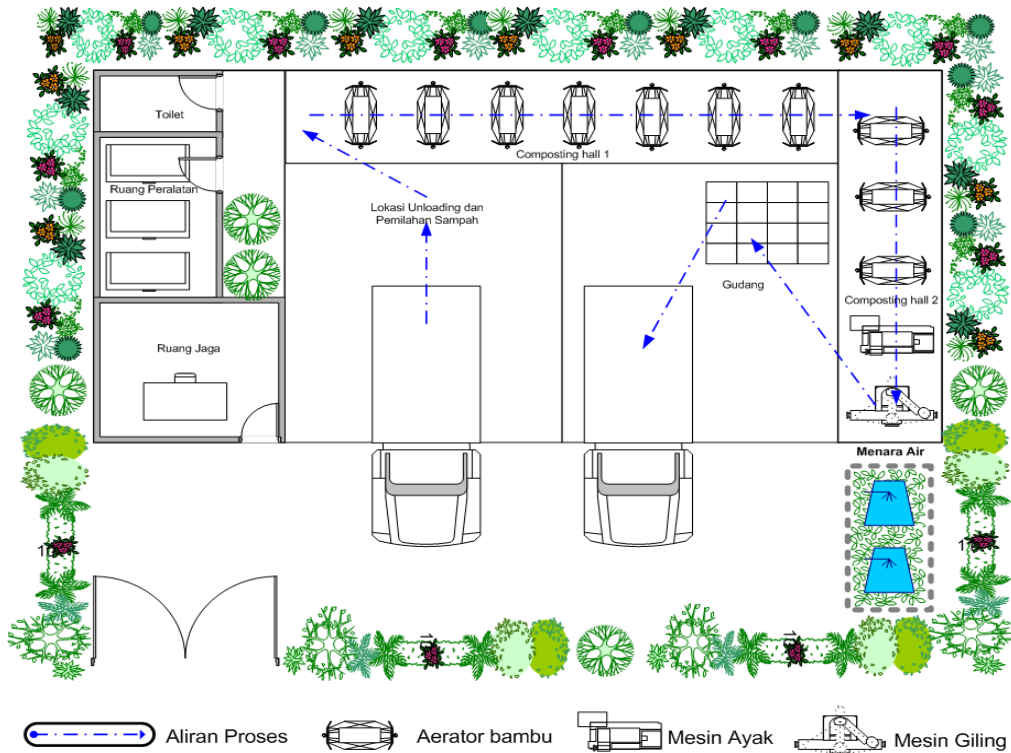 Toilet
Composting hall 1
Ruang Peralatan
Lokasi Unloading dan
Pemilahan Sampah
Gudang
Composting hall 2
Ruang Jaga
Menara Air
Aliran Proses
Aerator bambu
Mesin Ayak
Mesin Giling